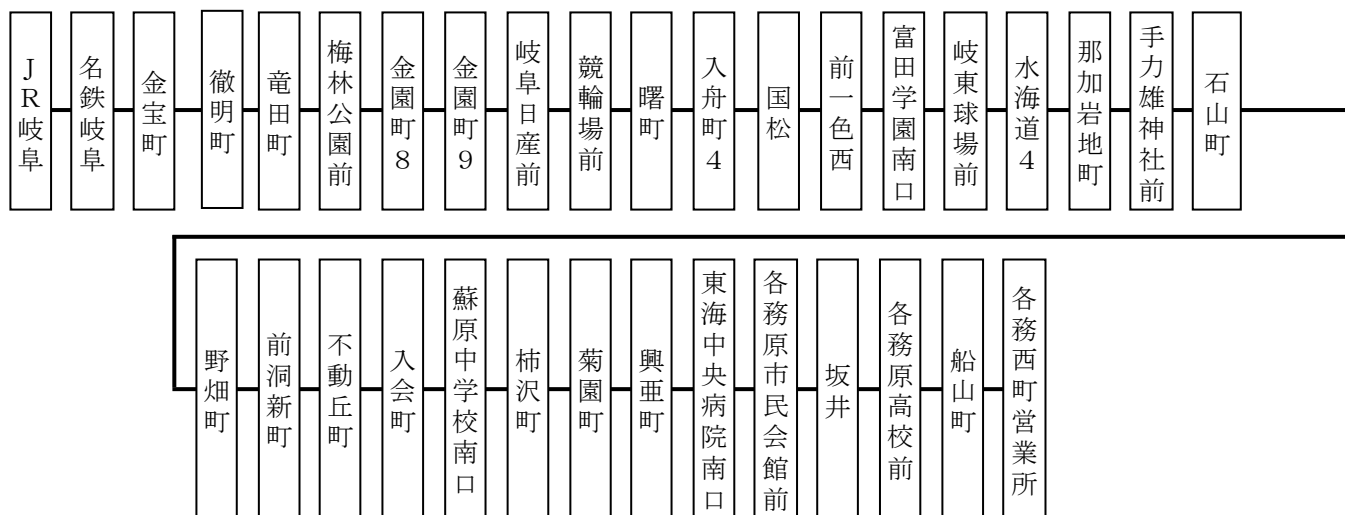 JR岐阜
名鉄岐阜
金宝町
徹明町
竜田町
梅林公園前
金園町8
金園町9
岐阜日産前
競輪場前
曙町
入舟町4
国松
前一色西
富田学園南口
岐東球場前
水海道4
那加岩地町
手力雄神社前
石山町
野畑町
前洞新町
不動丘町
入会町
蘇原中学校南口
柿沢町
菊園町
興亜町
東海中央病院南口
各務原市民会館前
坂井
各務原高校前
船山町
各務西町営業所